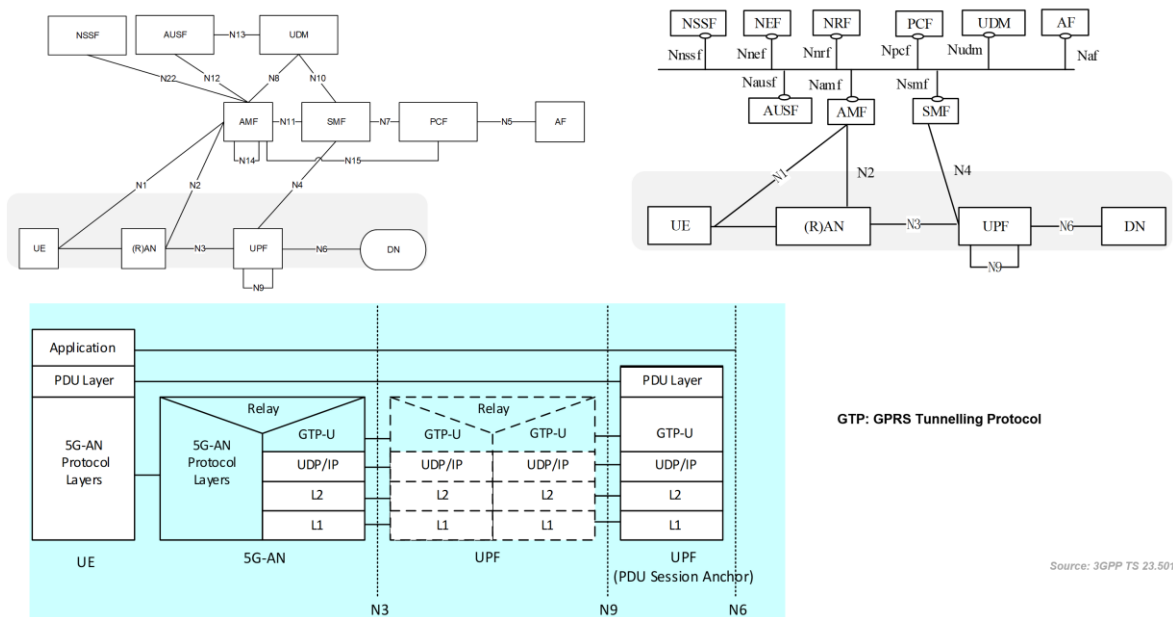 NSSF
AUSF
N13
UDM
N22
N12
N8
N10
AMF
N11
SMF
N7
PCF
N5
AF
N14
N15
N1
N2
N4
UE
(R)AN
N3
UPF
N6
DN
N9
NSSF
NEF
NRF
PCF
UDM
AF
Nnssf
Nnef
Nnrf
Npcf
Nudm
Naf
Nausf
Namf
Nsmf
AUSF
AMF
SMF
N1
N2
N4
UE
(R)AN
N3
UPF
N6
DN
N9
Application
PDU Layer
5G-AN
Protocol
Layers
UE
Relay
5G-AN
Protocol
Layers
GTP-U
UDP/IP
L2
L1
5G-AN
Relay
GTP-U
GTP-U
UDP/IP
UDP/IP
L2
L2
L1
L1
UPF
PDU Layer
GTP-U
UDP/IP
L2
L1
UPF
(PDU Session Anchor)
N3
N9
N6
GTP: GPRS Tunnelling Protocol
Source: 3GPP TS 23.501